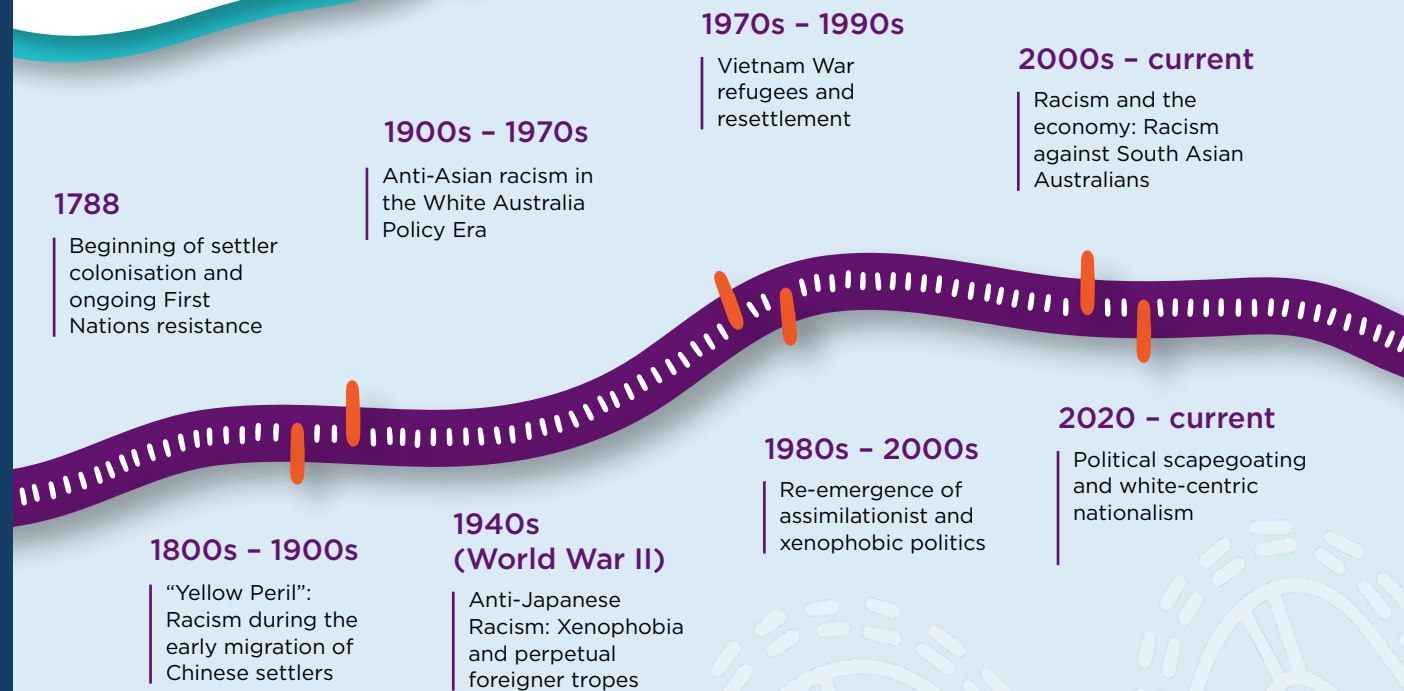 1788
Beginning of settler
colonisation and
ongoing First
Nations resistance
1800s – 1900s
“Yellow Peril”:
Racism during the
early migration of
Chinese settlers
1900s – 1970s
Anti-Asian racism in
the White Australia
Policy Era
1940s
(World War II)
Anti-Japanese
Racism: Xenophobia
and perpetual
foreigner tropes
1970s – 1990s
Vietnam War
refugees and
resettlement
1980s – 2000s
Re-emergence of
assimilationist and
xenophobic politics
2000s – current
Racism and the
economy: Racism
against South Asian
Australians
2020 – current
Political scapegoating
and white-centric
nationalism